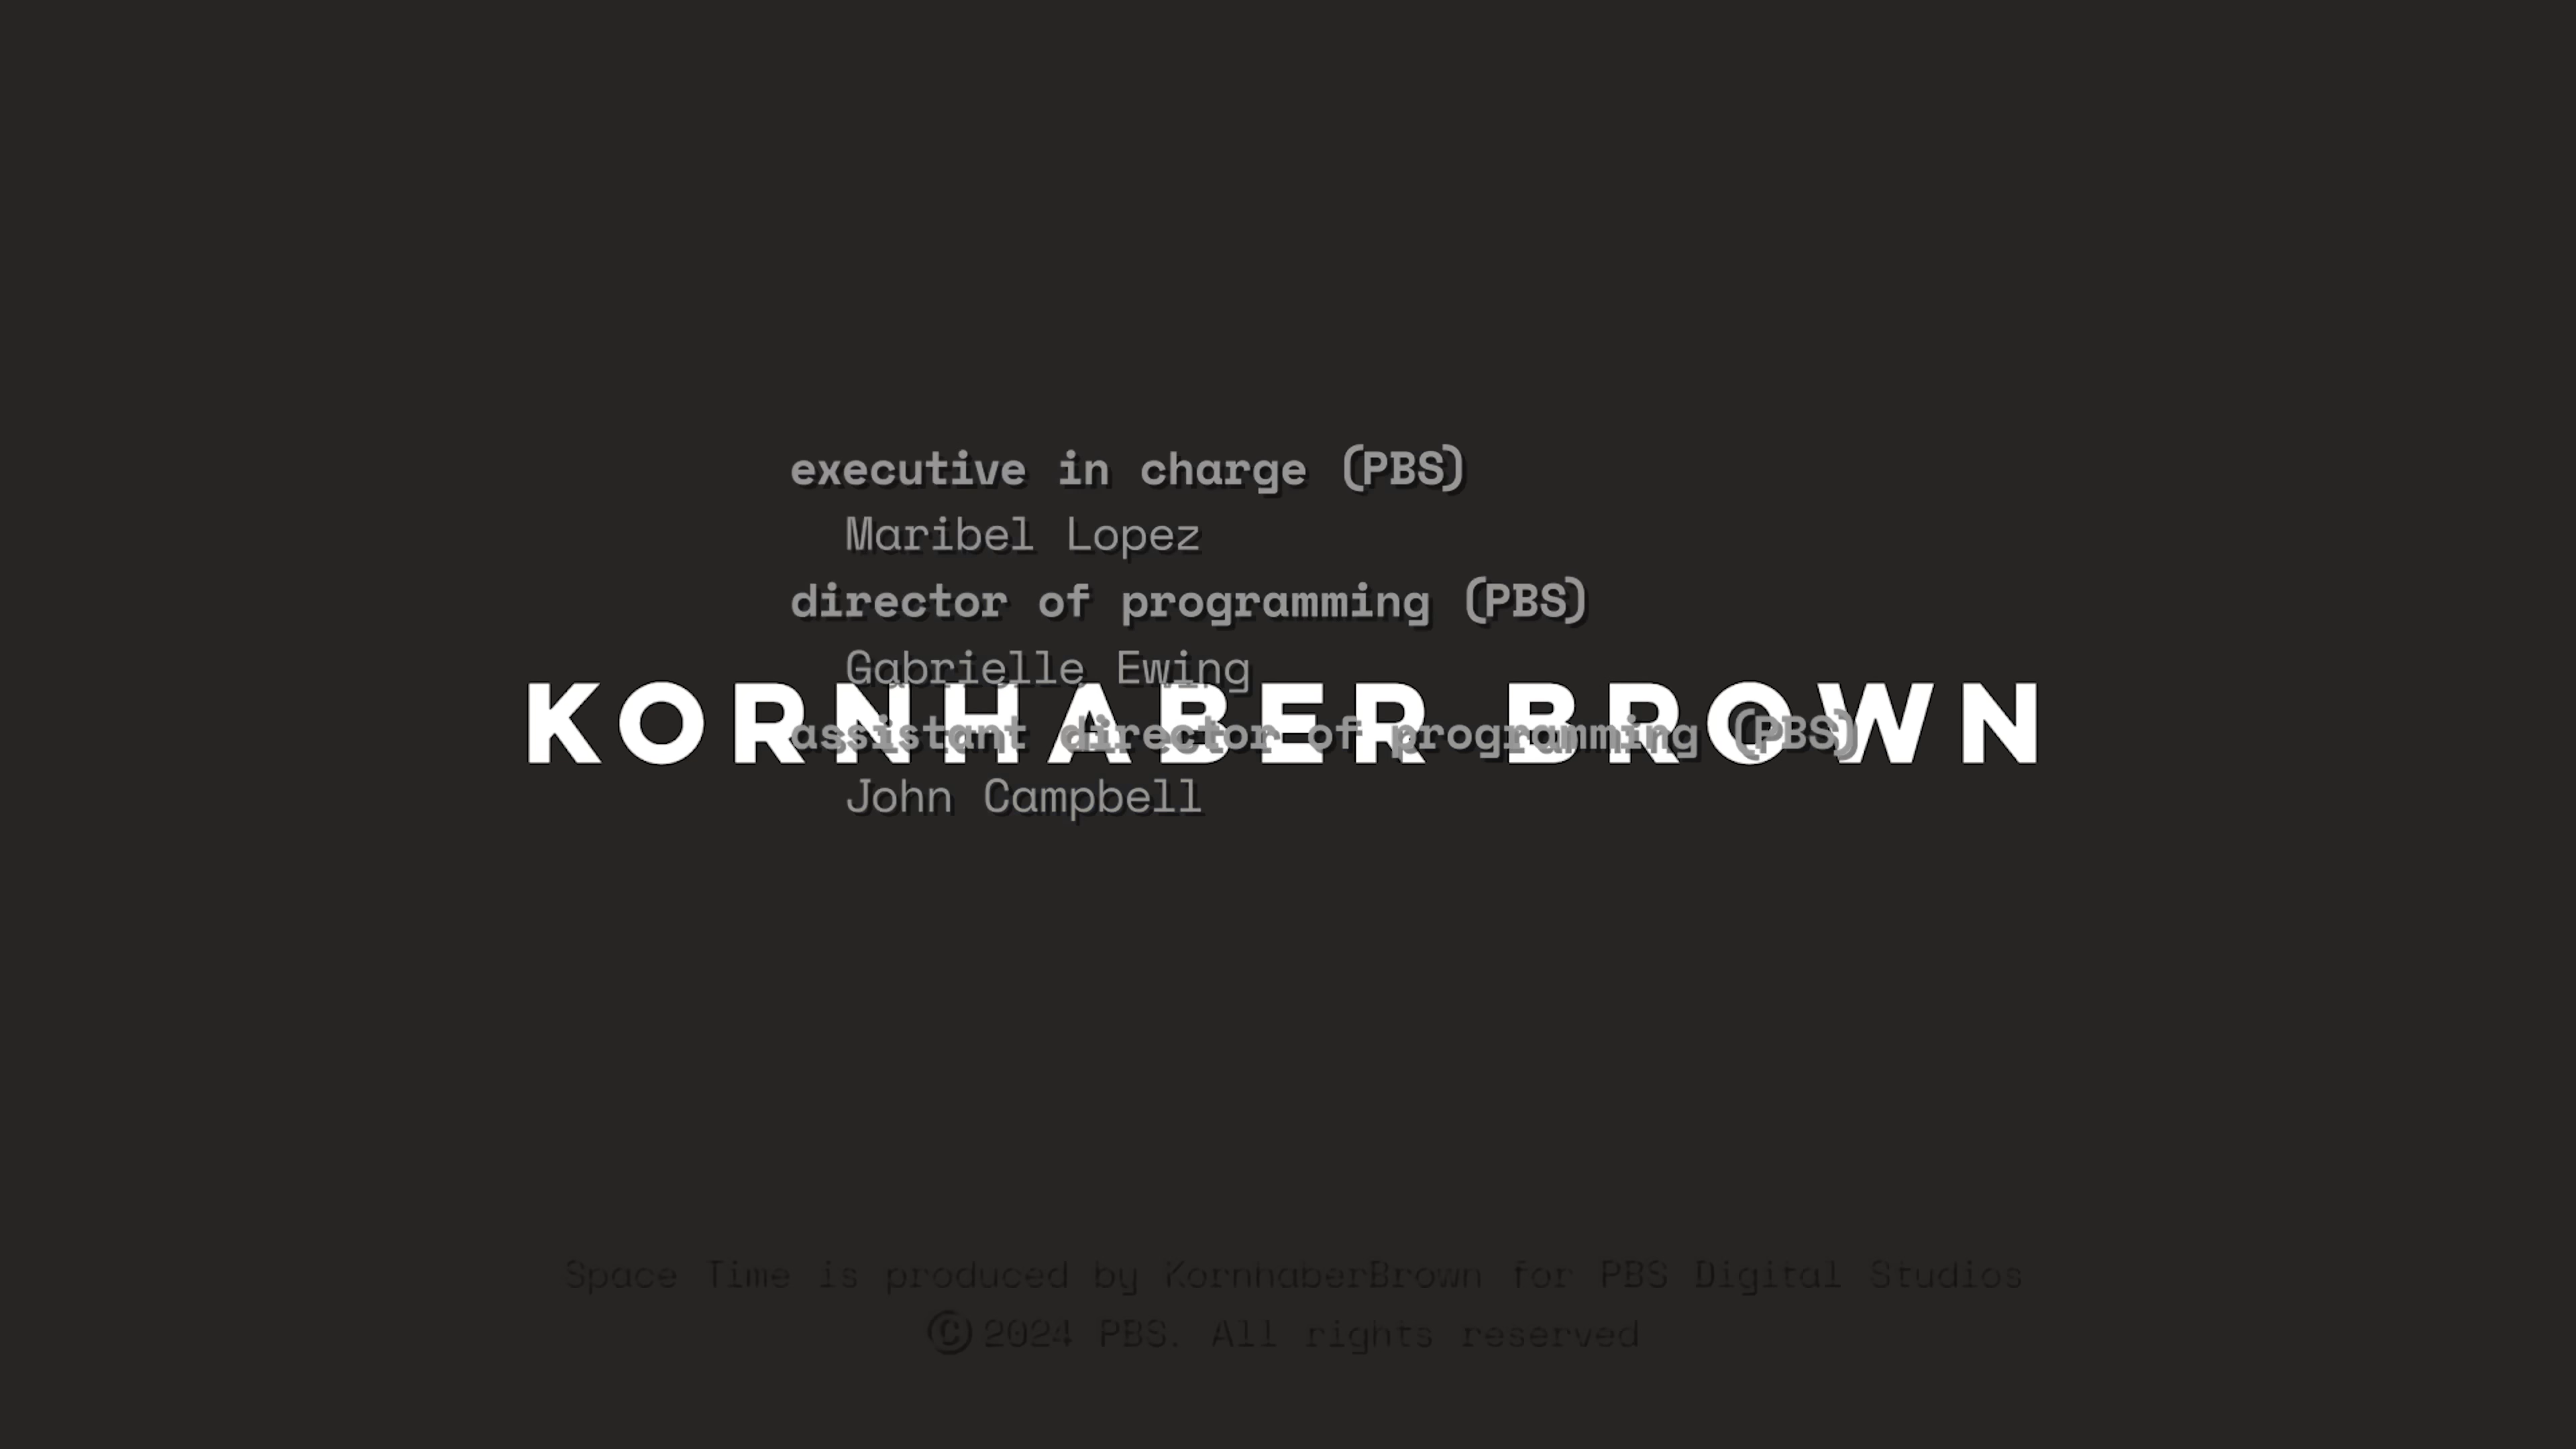 executive in charge (PBS)
Maribel Lopez
director of programming (PBS)
Gabrielle Ewing
KORNHABER BROWN
assistant director of programming (PBS)
John Campbell
Space Time is produced by KornhaberBrown for PBS Digital Studios
©2024 PBS. All rights reserved